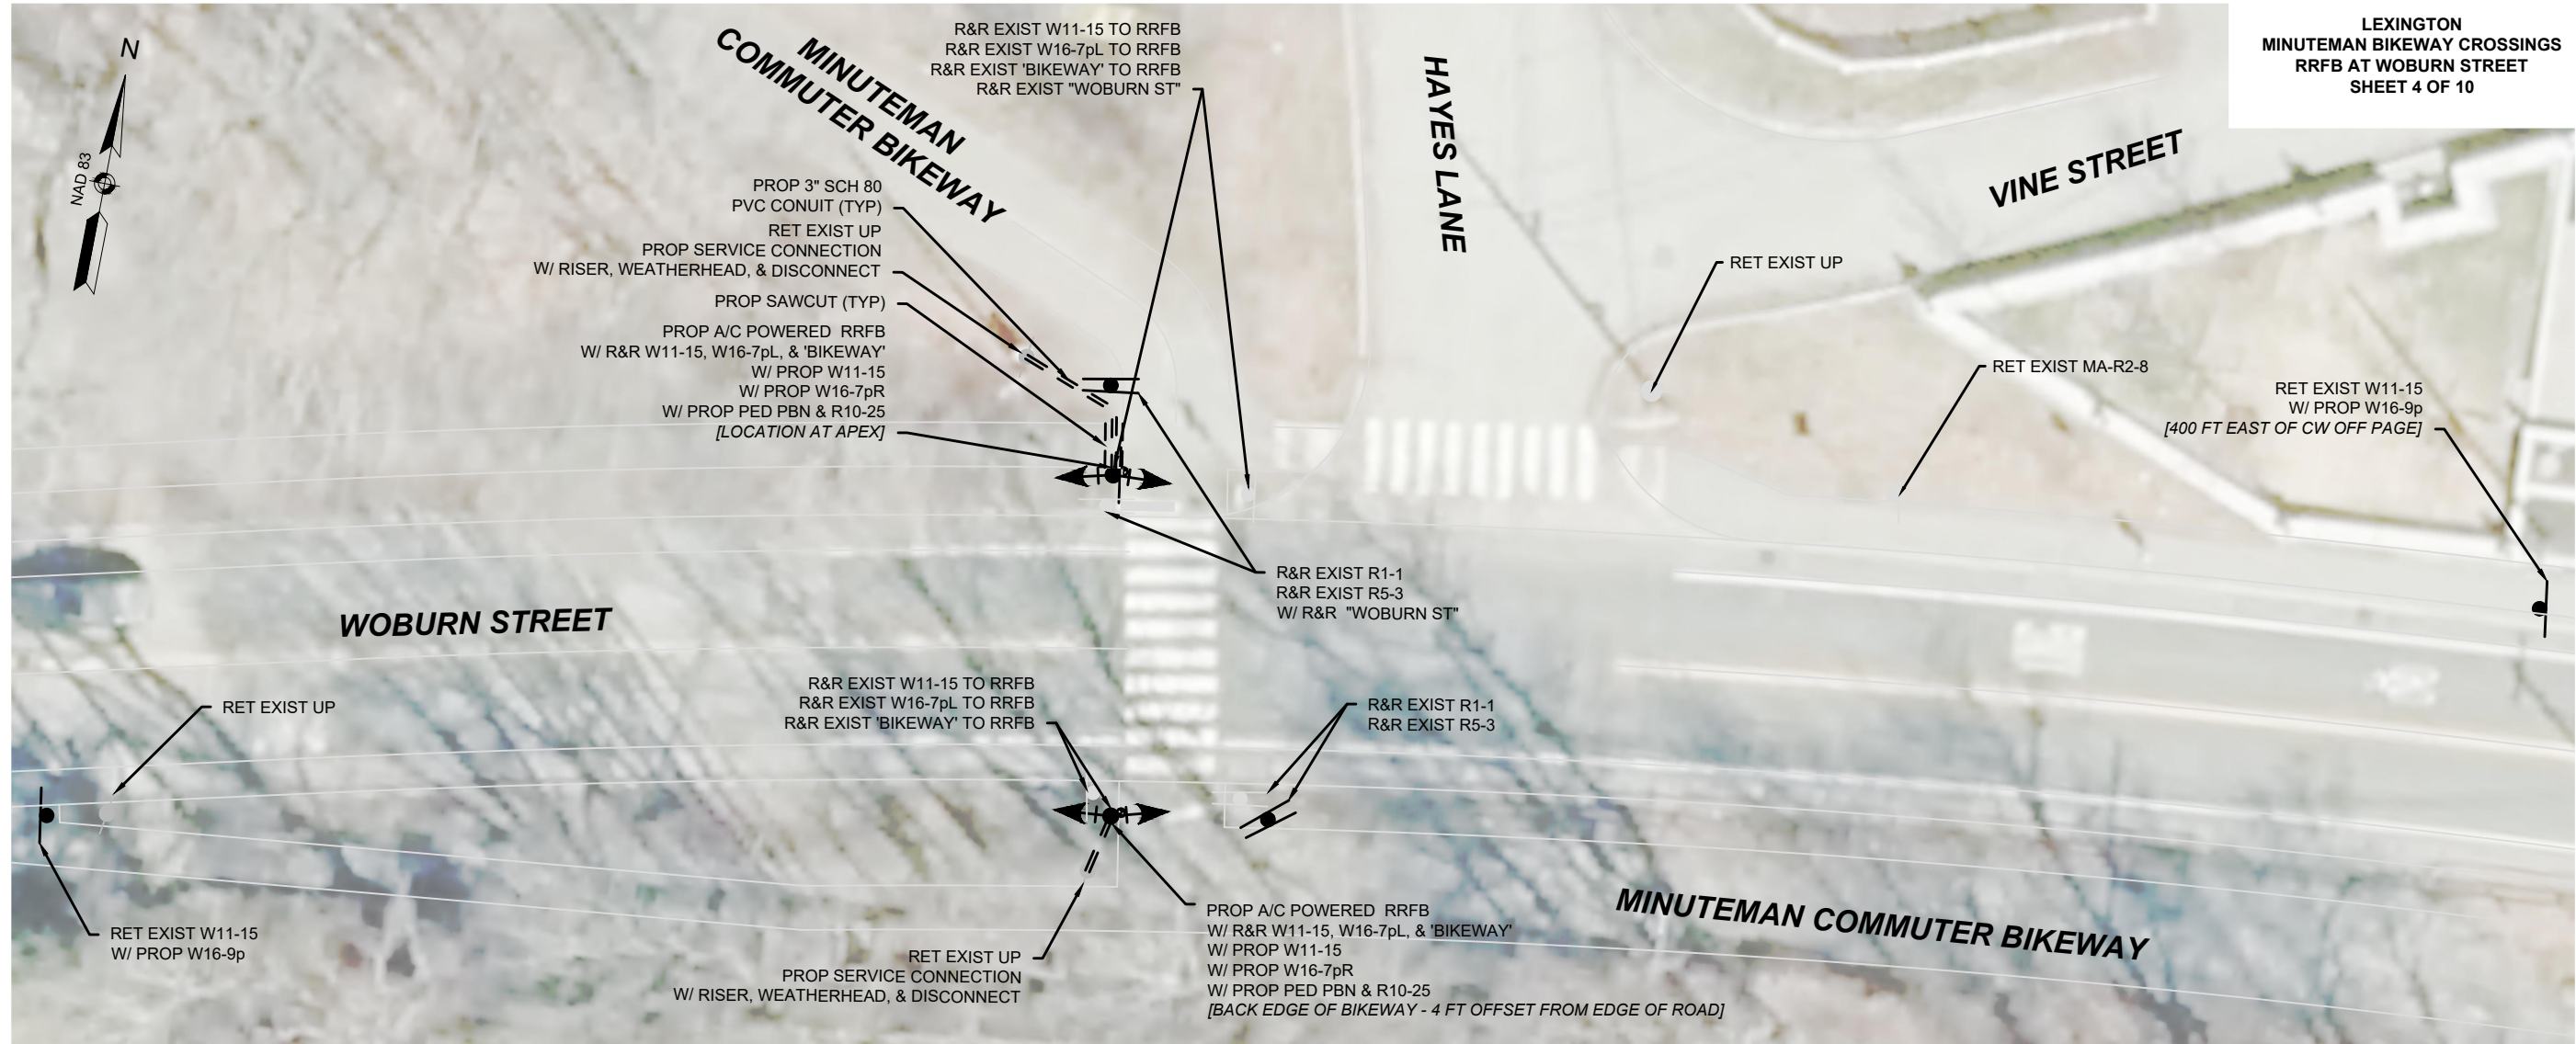 LEXINGTON
MINUTEMAN BIKEWAY CROSSINGS
RRFB AT WOBURN STREET
SHEET 4 OF 10
N
NAD 83
MINUTEMAN
COMMUTER BIKEWAY
R&R EXIST W11-15 TO RRFB
R&R EXIST W16-7pL TO RRFB
R&R EXIST 'BIKEWAY' TO RRFB
R&R EXIST "WOBURN ST"
HAYES LANE
VINE STREET
PROP 3" SCH 80
PVC CONUIT (TYP)
RET EXIST UP
PROP SERVICE CONNECTION
W/ RISER, WEATHERHEAD, & DISCONNECT
PROP SAWCUT (TYP)
PROP A/C POWERED RRFB
W/ R&R W11-15, W16-7pL, & 'BIKEWAY'
W/ PROP W11-15
W/ PROP W16-7pR
W/ PROP PED PBN & R10-25
[LOCATION AT APEX]
RET EXIST UP
RET EXIST MA-R2-8
RET EXIST W11-15
W/ PROP W16-9p
[400 FT EAST OF CW OFF PAGE]
R&R EXIST R1-1
R&R EXIST R5-3
W/ R&R "WOBURN ST"
WOBURN STREET
RET EXIST UP
R&R EXIST W11-15 TO RRFB
R&R EXIST W16-7pL TO RRFB
R&R EXIST 'BIKEWAY' TO RRFB
R&R EXIST R1-1
R&R EXIST R5-3
RET EXIST W11-15
W/ PROP W16-9p
RET EXIST UP
PROP SERVICE CONNECTION
W/ RISER, WEATHERHEAD, & DISCONNECT
PROP A/C POWERED RRFB
W/ R&R W11-15, W16-7pL, & 'BIKEWAY'
W/ PROP W11-15
W/ PROP W16-7pR
W/ PROP PED PBN & R10-25
[BACK EDGE OF BIKEWAY - 4 FT OFFSET FROM EDGE OF ROAD]
MINUTEMAN COMMUTER BIKEWAY